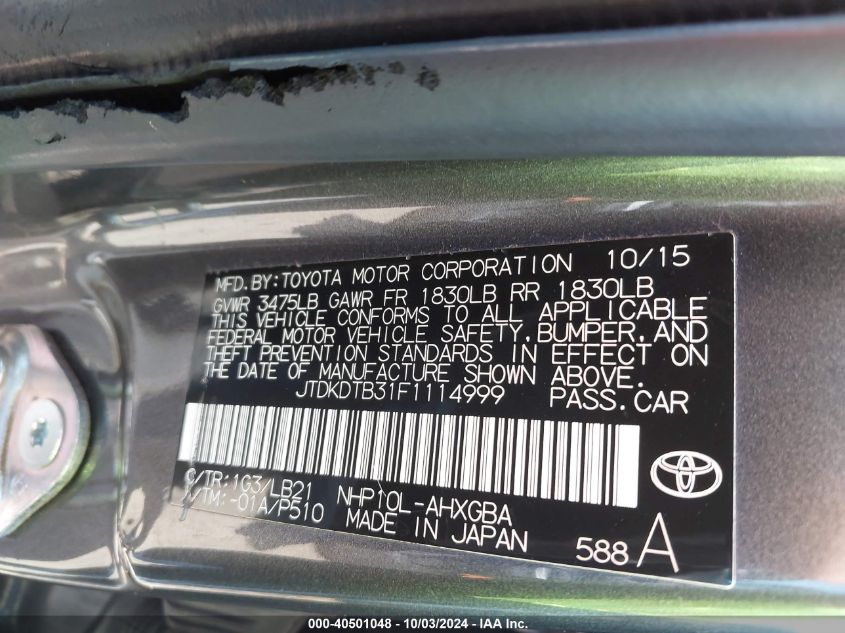 MFD.BY:TOYOTA MOTOR CORPORATION 10/15
GVWR 3475LB GAWR FR 1830LB RR 1830LB
THIS VEHICLE CONFORMS TO ALL APPLICABLE
FEDERAL MOTOR VEHICLE SAFETY,BUMPER,AND
THEFT PREVENTION STANDARDS IN EFFECT ON
THE DATE OF MANUFACTURE SHOWN ABOVE.
JTDKDTB31F1114999 PASS.CAR
C/TR:1G3/LB21 NHP10L-AHXGBA
/TM:-01A/P510 MADE IN JAPAN 588 A
000-40501048 - 10/03/2024 - IAA Inc.